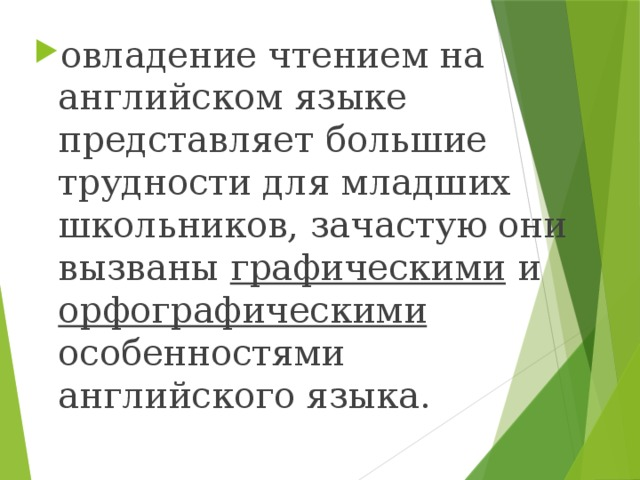 овладение чтением на
английском языке
представляет большие
трудности для младших
школьников, зачастую они
вызваны графическими и
орфографическими
особенностями
английского языка.